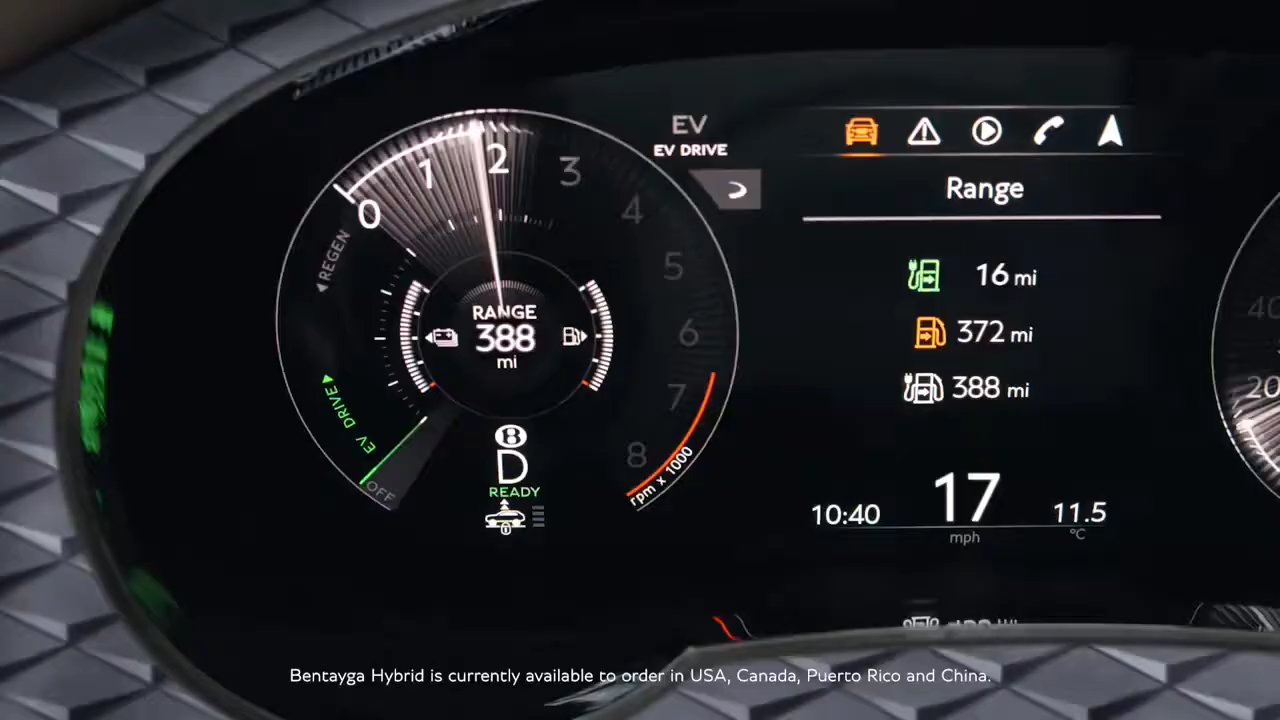 EV
EV DRIVE
0
1
2
3
4
5
6
7
8
rpm x 1000
REGEN
EV DRIVE
OFF
RANGE
388
mi
B
D
READY
Range
16 mi
372 mi
388 mi
10:40
17
mph
11.5
°C
40
20
Bentayga Hybrid is currently available to order in USA, Canada, Puerto Rico and China.